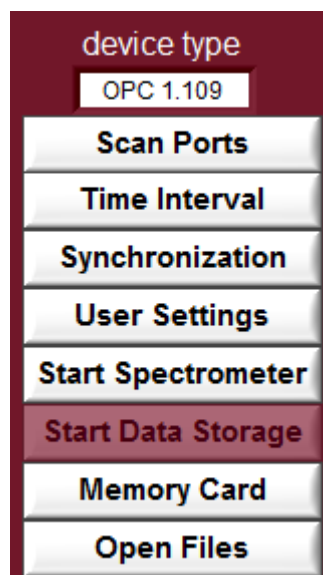 device type
OPC 1.109
Scan Ports
Time Interval
Synchronization
User Settings
Start Spectrometer
Start Data Storage
Memory Card
Open Files